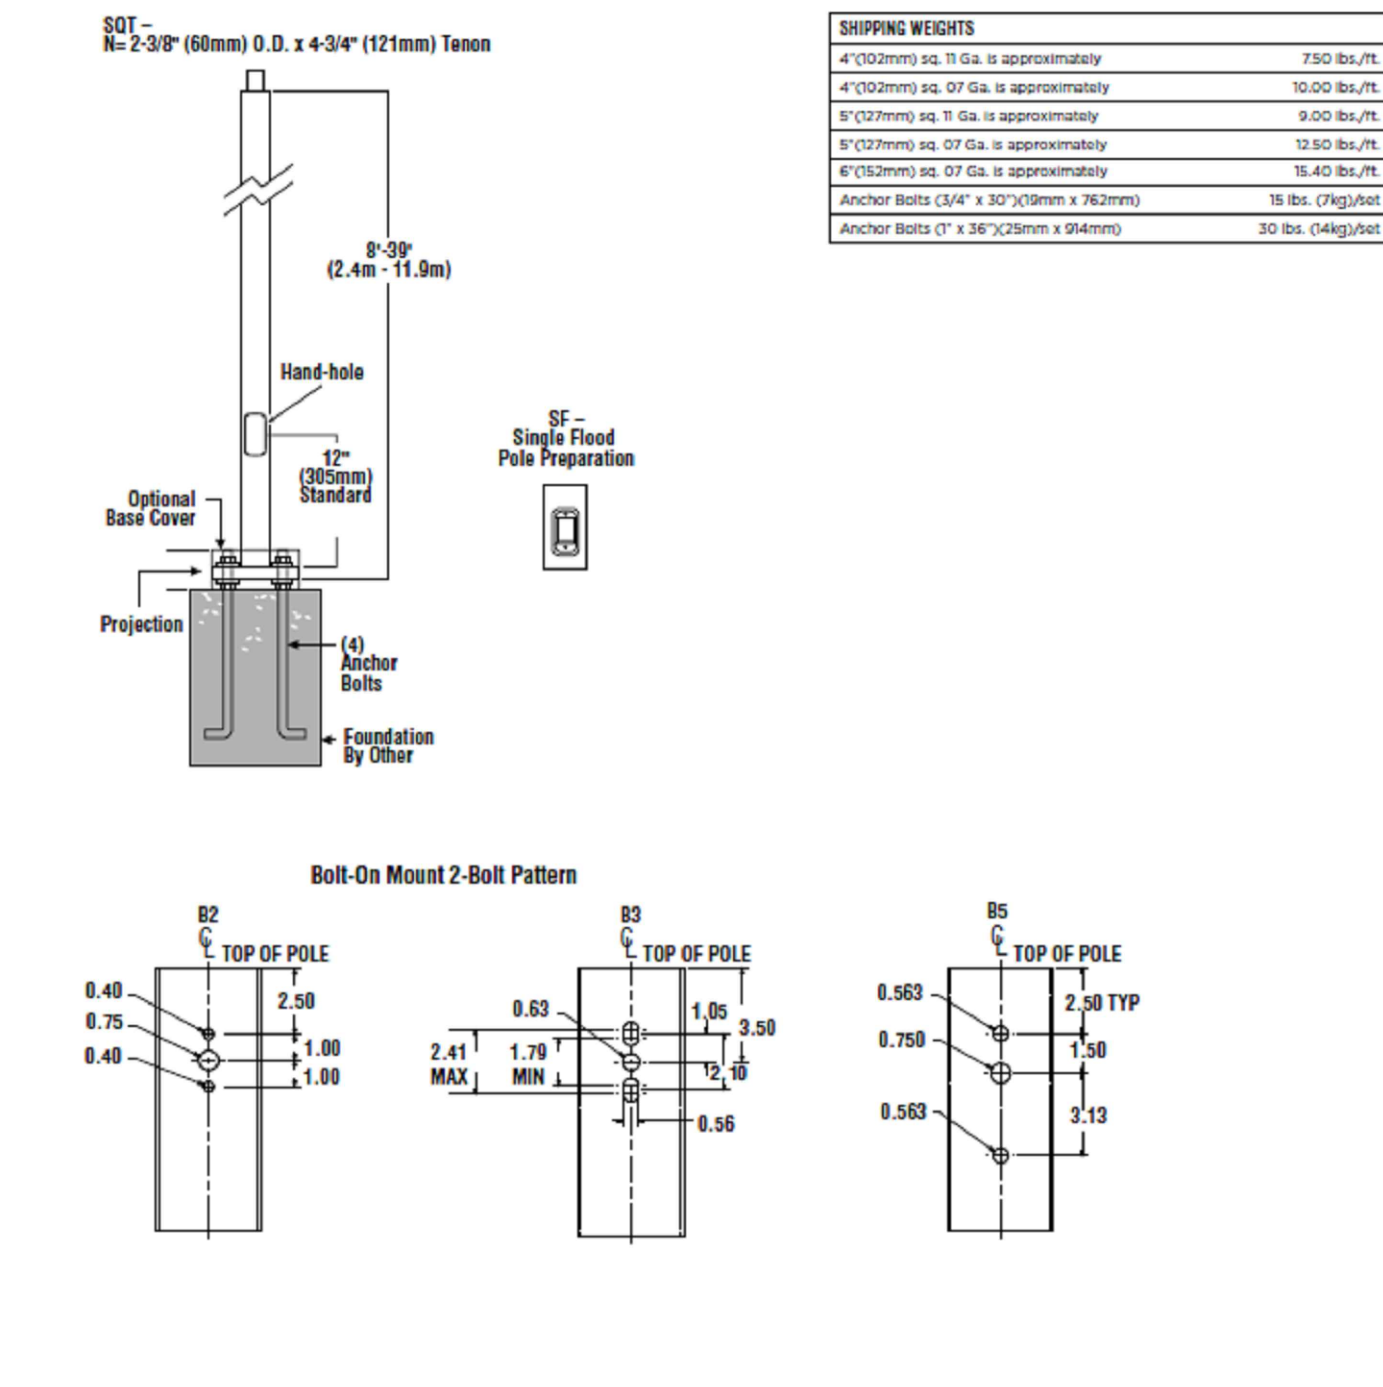 SQT –
N= 2-3/8" (60mm) O.D. x 4-3/4" (121mm) Tenon
8'-39'
(2.4m - 11.9m)
Hand-hole
12"
(305mm)
Standard
Optional
Base Cover
Projection
(4)
Anchor
Bolts
Foundation
By Other
SF –
Single Flood
Pole Preparation
SHIPPING WEIGHTS
4"(102mm) sq. 11 Ga. is approximately 7.50 lbs./ft.
4"(102mm) sq. 07 Ga. is approximately 10.00 lbs./ft.
5"(127mm) sq. 11 Ga. is approximately 9.00 lbs./ft.
5"(127mm) sq. 07 Ga. is approximately 12.50 lbs./ft.
6"(152mm) sq. 07 Ga. is approximately 15.40 lbs./ft.
Anchor Bolts (3/4" x 30")(19mm x 762mm) 15 lbs. (7kg)/set
Anchor Bolts (1" x 36")(25mm x 914mm) 30 lbs. (14kg)/set
Bolt-On Mount 2-Bolt Pattern
B2
℄ TOP OF POLE
0.40
0.75
0.40
2.50
1.00
1.00
B3
℄ TOP OF POLE
0.63
1.05
3.50
2.41
MAX
1.79
MIN
2.10
0.56
B5
℄ TOP OF POLE
0.563
0.750
0.563
2.50 TYP
1.50
3.13